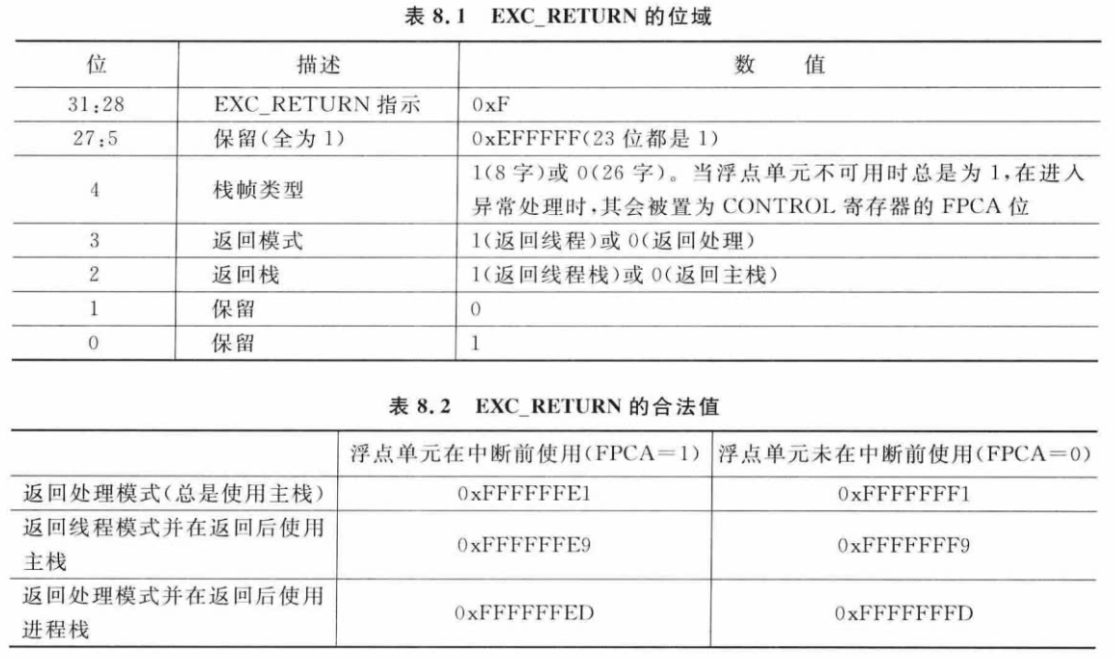 表 8.1 EXC_RETURN 的位域
位 描述 数 值
31:28 EXC_RETURN 指示 0xF
27:5 保留(全为 1) 0xEFFFFFF(23 位都是 1)
4 栈帧类型 1(8 字)或 0(26 字)。当浮点单元不可用时总是为 1,在进入
异常处理时,其会被置为 CONTROL 寄存器的 FPCA 位
3 返回模式 1(返回线程)或 0(返回处理)
2 返回栈 1(返回线程栈)或 0(返回主栈)
1 保留 0
0 保留 1
表 8.2 EXC_RETURN 的合法值
浮点单元在中断前使用(FPCA=1) 浮点单元未在中断前使用(FPCA=0)
返回处理模式(总是使用主栈) 0xFFFFFFE1 0xFFFFFFF1
返回线程模式并在返回后使用
主栈 0xFFFFFFE9 0xFFFFFFF9
返回处理模式并在返回后使用
进程栈 0xFFFFFFED 0xFFFFFFFD